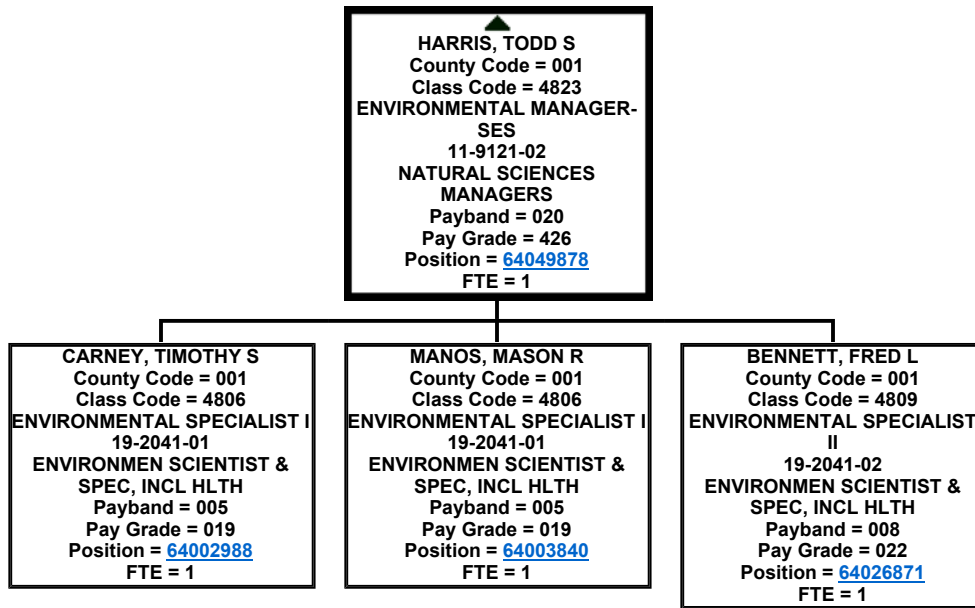 HARRIS, TODD S
County Code = 001
Class Code = 4823
ENVIRONMENTAL MANAGER-
SES
11-9121-02
NATURAL SCIENCES
MANAGERS
Payband = 020
Pay Grade = 426
Position = 64049878
FTE = 1
CARNEY, TIMOTHY S
County Code = 001
Class Code = 4806
ENVIRONMENTAL SPECIALIST I
19-2041-01
ENVIRONMEN SCIENTIST &
SPEC, INCL HLTH
Payband = 005
Pay Grade = 019
Position = 64002988
FTE = 1
MANOS, MASON R
County Code = 001
Class Code = 4806
ENVIRONMENTAL SPECIALIST I
19-2041-01
ENVIRONMEN SCIENTIST &
SPEC, INCL HLTH
Payband = 005
Pay Grade = 019
Position = 64003840
FTE = 1
BENNETT, FRED L
County Code = 001
Class Code = 4809
ENVIRONMENTAL SPECIALIST
II
19-2041-02
ENVIRONMEN SCIENTIST &
SPEC, INCL HLTH
Payband = 008
Pay Grade = 022
Position = 64026871
FTE = 1